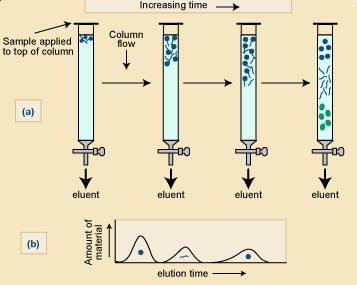 Increasing time
Sample applied
to top of column
Column
flow
(a)
eluent
eluent
eluent
eluent
(b)
Amount of
material
elution time